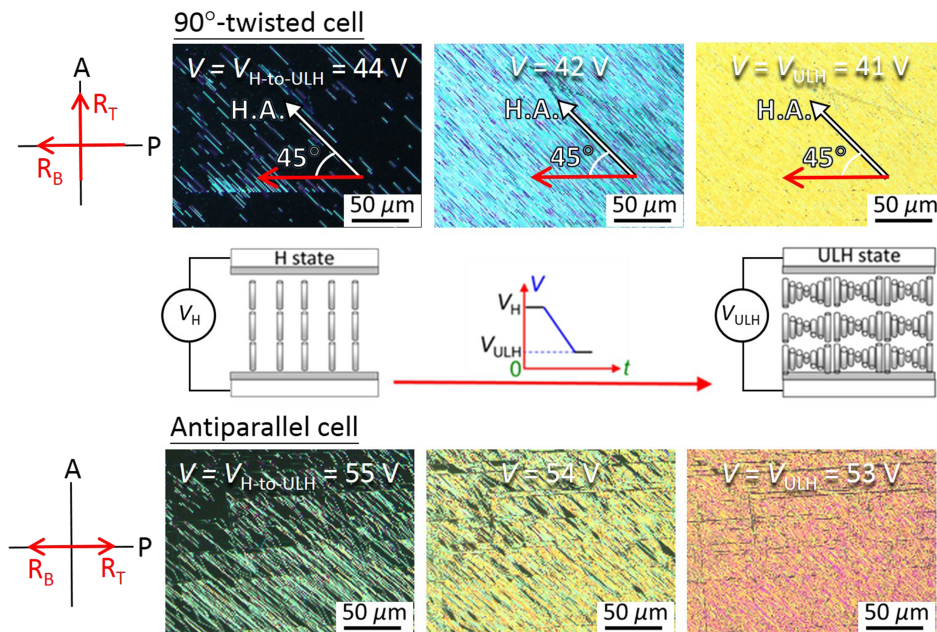 90°-twisted cell
A
R_T
P
R_B
V = V_H-to-ULH = 44 V
H.A.
45°
50 μm
V = 42 V
H.A.
45°
50 μm
V = V_ULH = 41 V
H.A.
45°
50 μm
H state
V_H
V
V_H
V_ULH
0
t
ULH state
V_ULH
Antiparallel cell
A
P
R_B
R_T
V = V_H-to-ULH = 55 V
50 μm
V = 54 V
50 μm
V = V_ULH = 53 V
50 μm